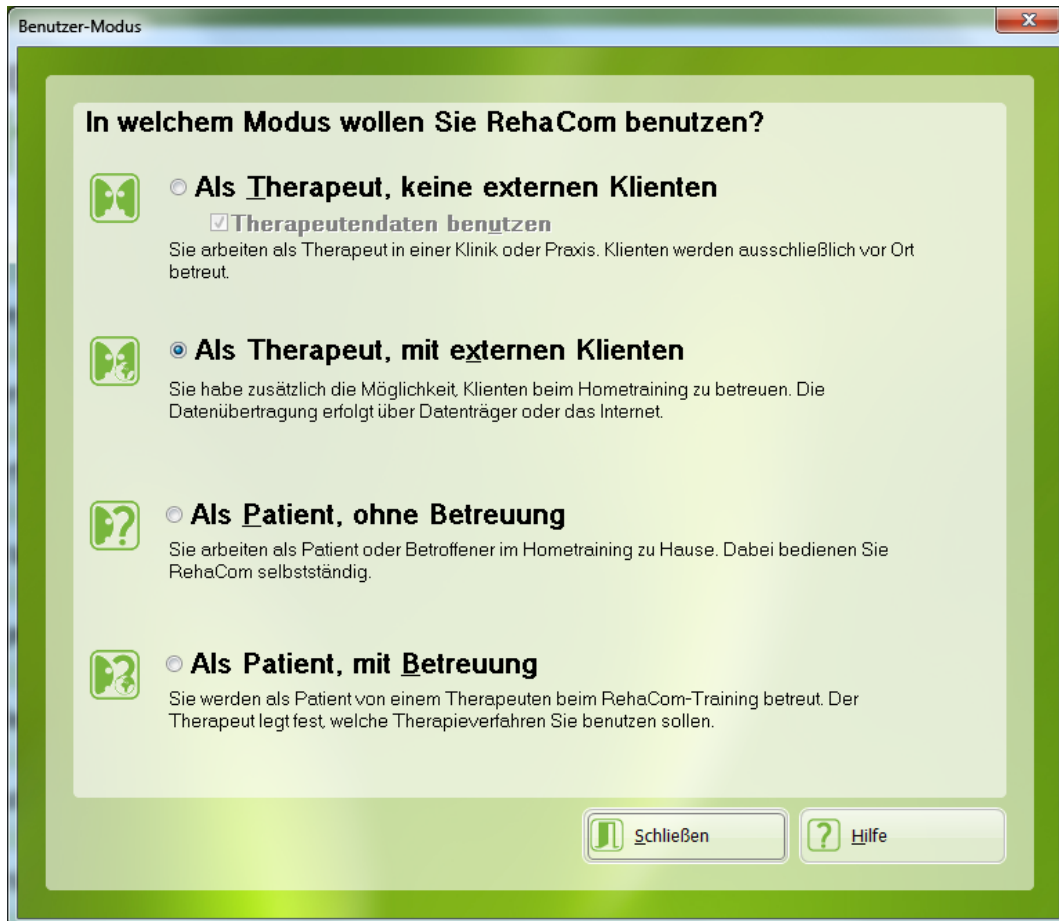 Benutzer-Modus
In welchem Modus wollen Sie RehaCom benutzen?
Als Therapeut, keine externen Klienten
Therapeutendaten benutzen
Sie arbeiten als Therapeut in einer Klinik oder Praxis. Klienten werden ausschließlich vor Ort
betreut.
Als Therapeut, mit externen Klienten
Sie habe zusätzlich die Möglichkeit, Klienten beim Hometraining zu betreuen. Die
Datenübertragung erfolgt über Datenträger oder das Internet.
Als Patient, ohne Betreuung
Sie arbeiten als Patient oder Betroffener im Hometraining zu Hause. Dabei bedienen Sie
RehaCom selbstständig.
Als Patient, mit Betreuung
Sie werden als Patient von einem Therapeuten beim RehaCom-Training betreut. Der
Therapeut legt fest, welche Therapieverfahren Sie benutzen sollen.
Schließen
Hilfe